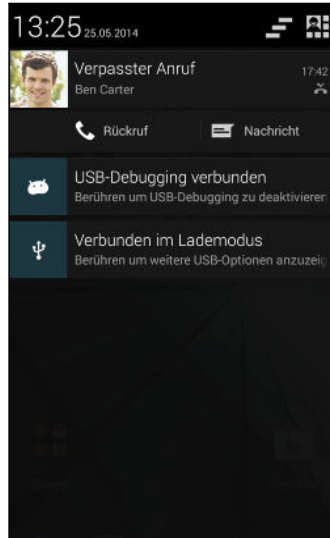 13:25 25.05.2014
Verpasster Anruf 17:42
Ben Carter
Rückruf Nachricht
USB-Debugging verbunden
Berühren um USB-Debugging zu deaktivieren
Verbunden im Lademodus
Berühren um weitere USB-Optionen anzuzeig